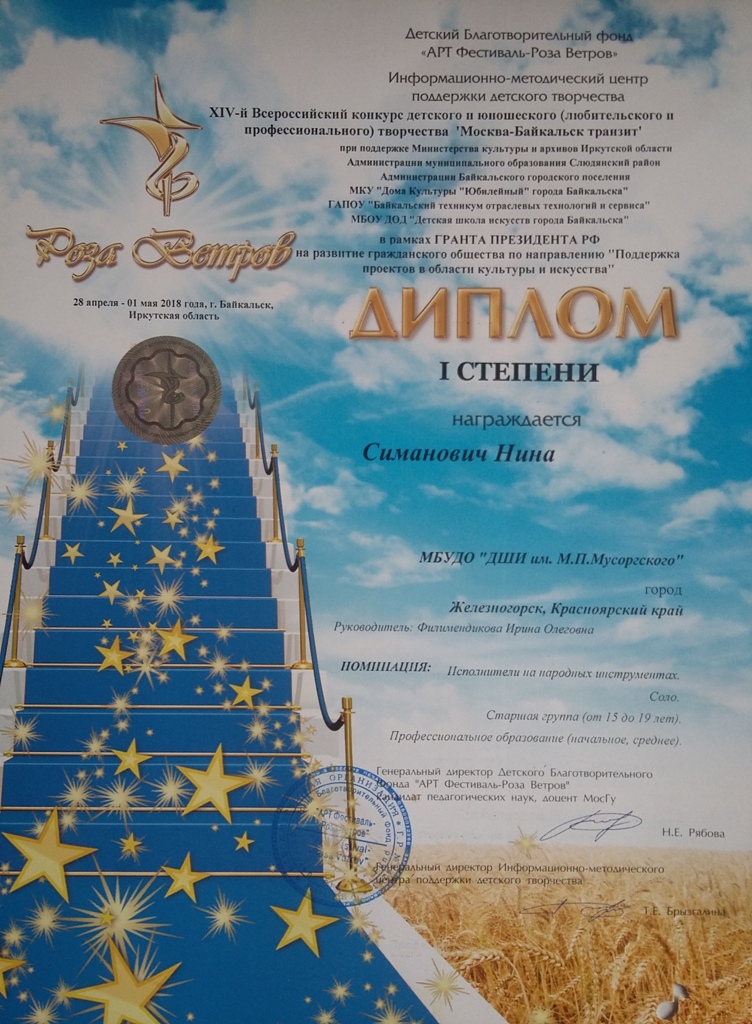 Детский Благотворительный фонд
«АРТ Фестиваль-Роза Ветров»
Информационно-методический центр
поддержки детского творчества
XIV-й Всероссийский конкурс детского и юношеского (любительского и
профессионального) творчества 'Москва-Байкальск транзит'
при поддержке Министерства культуры и архивов Иркутской области
Администрации муниципального образования Слюдянский район
Администрации Байкальского городского поселения
МКУ "Дома Культуры "Юбилейный" города Байкальска"
ГАПОУ "Байкальский техникум отраслевых технологий и сервиса"
МБОУ ДОД "Детская школа искусств города Байкальска"
в рамках ГРАНТА ПРЕЗИДЕНТА РФ
на развитие гражданского общества по направлению "Поддержка
проектов в области культуры и искусства"
Роза Ветров
28 апреля - 01 мая 2018 года, г. Байкальск,
Иркутская область
ДИПЛОМ
I СТЕПЕНИ
награждается
Симанович Нина
МБУДО "ДШИ им. М.П.Мусоргского"
город
Железногорск, Красноярский край
Руководитель: Филимендикова Ирина Олеговна
НОМИНАЦИЯ: Исполнители на народных инструментах.
Соло.
Старшая группа (от 15 до 19 лет).
Профессиональное образование (начальное, среднее).
Генеральный директор Детского Благотворительного
фонда "АРТ Фестиваль-Роза Ветров"
кандидат педагогических наук, доцент МосГу
Н.Е. Рябова
Генеральный директор Информационно-методического
центра поддержки детского творчества
Т.Е. Брызгалина